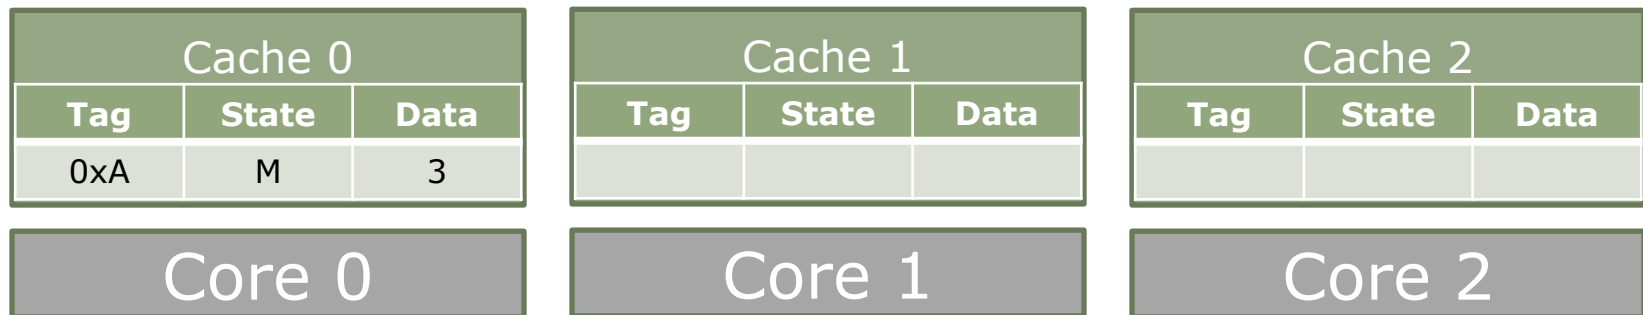 Cache 0
Tag State Data
0xA M 3
Core 0
Cache 1
Tag State Data
Core 1
Cache 2
Tag State Data
Core 2